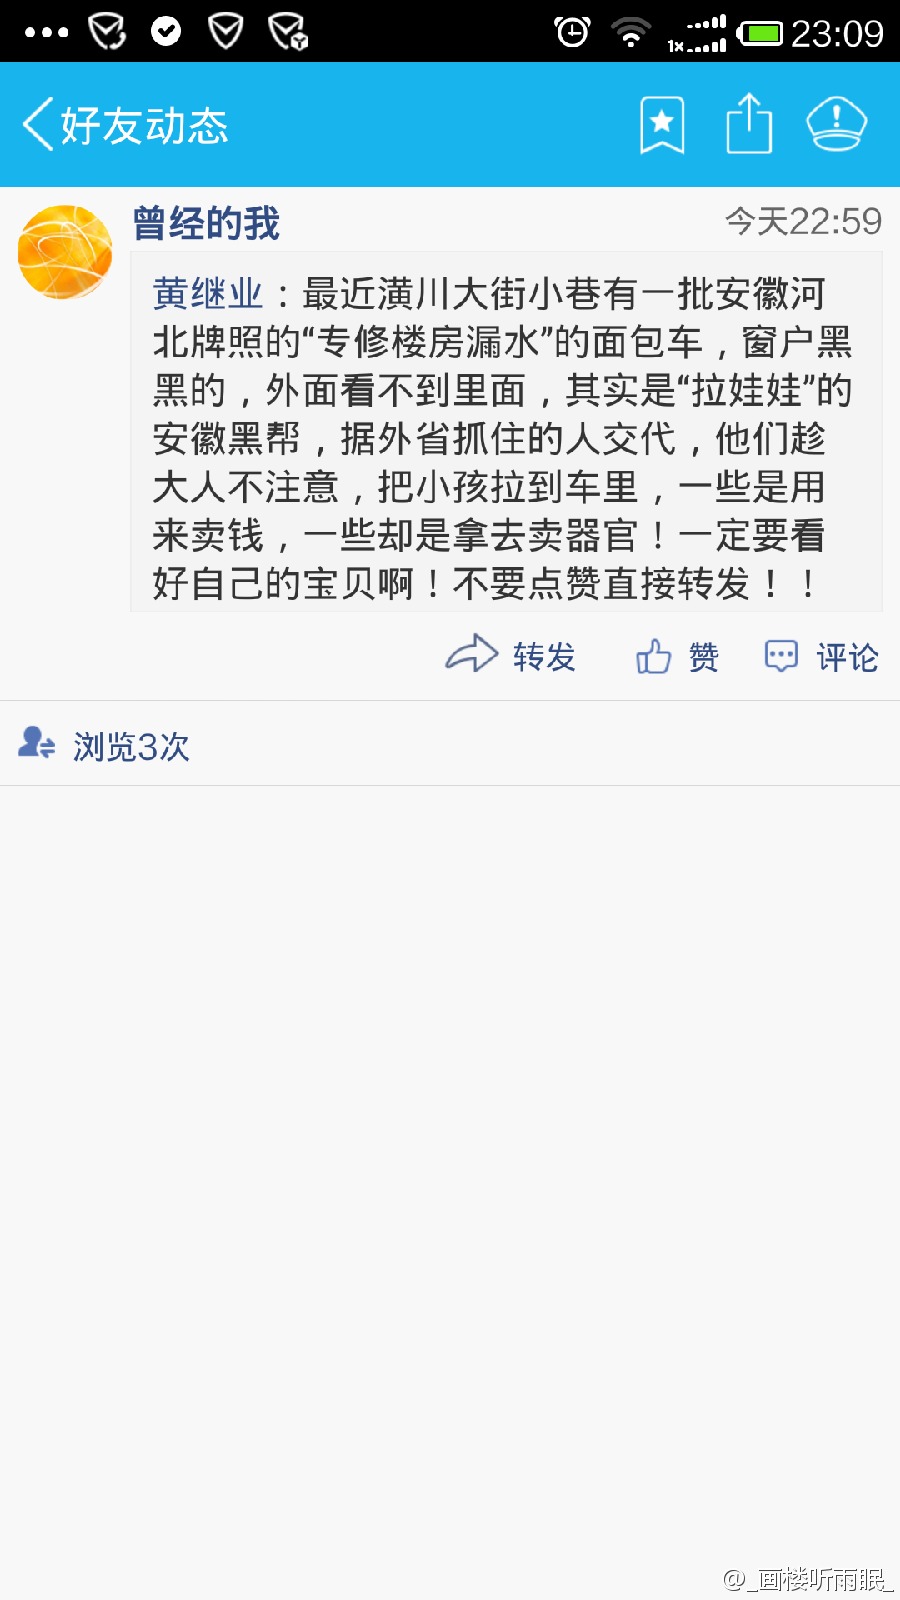 23:09
1x
好友动态
曾经的我
今天22:59
黄继业：最近潢川大街小巷有一批安徽河
北牌照的“专修楼房漏水”的面包车，窗户黑
黑的，外面看不到里面，其实是“拉娃娃”的
安徽黑帮，据外省抓住的人交代，他们趁
大人不注意，把小孩拉到车里，一些是用
来卖钱，一些却是拿去卖器官！一定要看
好自己的宝贝啊！不要点赞直接转发！！
转发 赞 评论
浏览3次
@_画楼听雨眠_